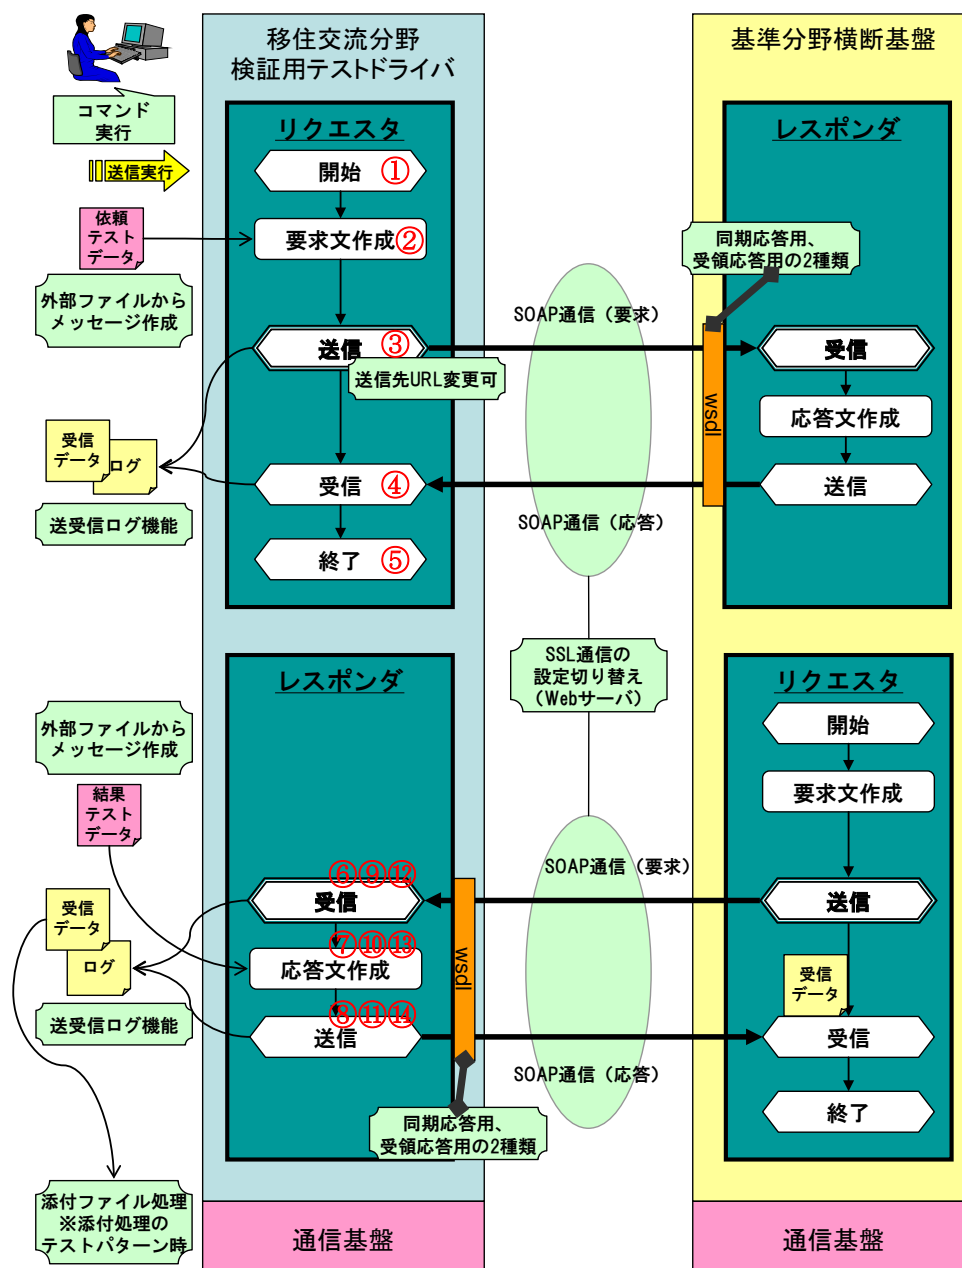 移住交流分野
検証用テストドライバ
基準分野横断基盤
コマンド
実行
送信実行
リクエスタ
開始 ①
依頼
テスト
データ
要求文作成 ②
外部ファイルから
メッセージ作成
送信 ③
送信先URL変更可
受信
データ
ログ
受信 ④
送受信ログ機能
終了 ⑤
SOAP通信（要求）
SOAP通信（応答）
レスポンダ
同期応答用、
受領応答用の2種類
wsdl
受信
応答文作成
送信
SSL通信の
設定切り替え
（Webサーバ）
レスポンダ
外部ファイルから
メッセージ作成
結果
テスト
データ
⑥⑨⑫
受信
受信
データ
ログ
⑦⑩⑬
応答文作成
送受信ログ機能
⑧⑪⑭
送信
wsdl
同期応答用、
受領応答用の2種類
添付ファイル処理
※添付処理の
テストパターン時
SOAP通信（要求）
SOAP通信（応答）
リクエスタ
開始
要求文作成
送信
受信
データ
受信
終了
通信基盤
通信基盤